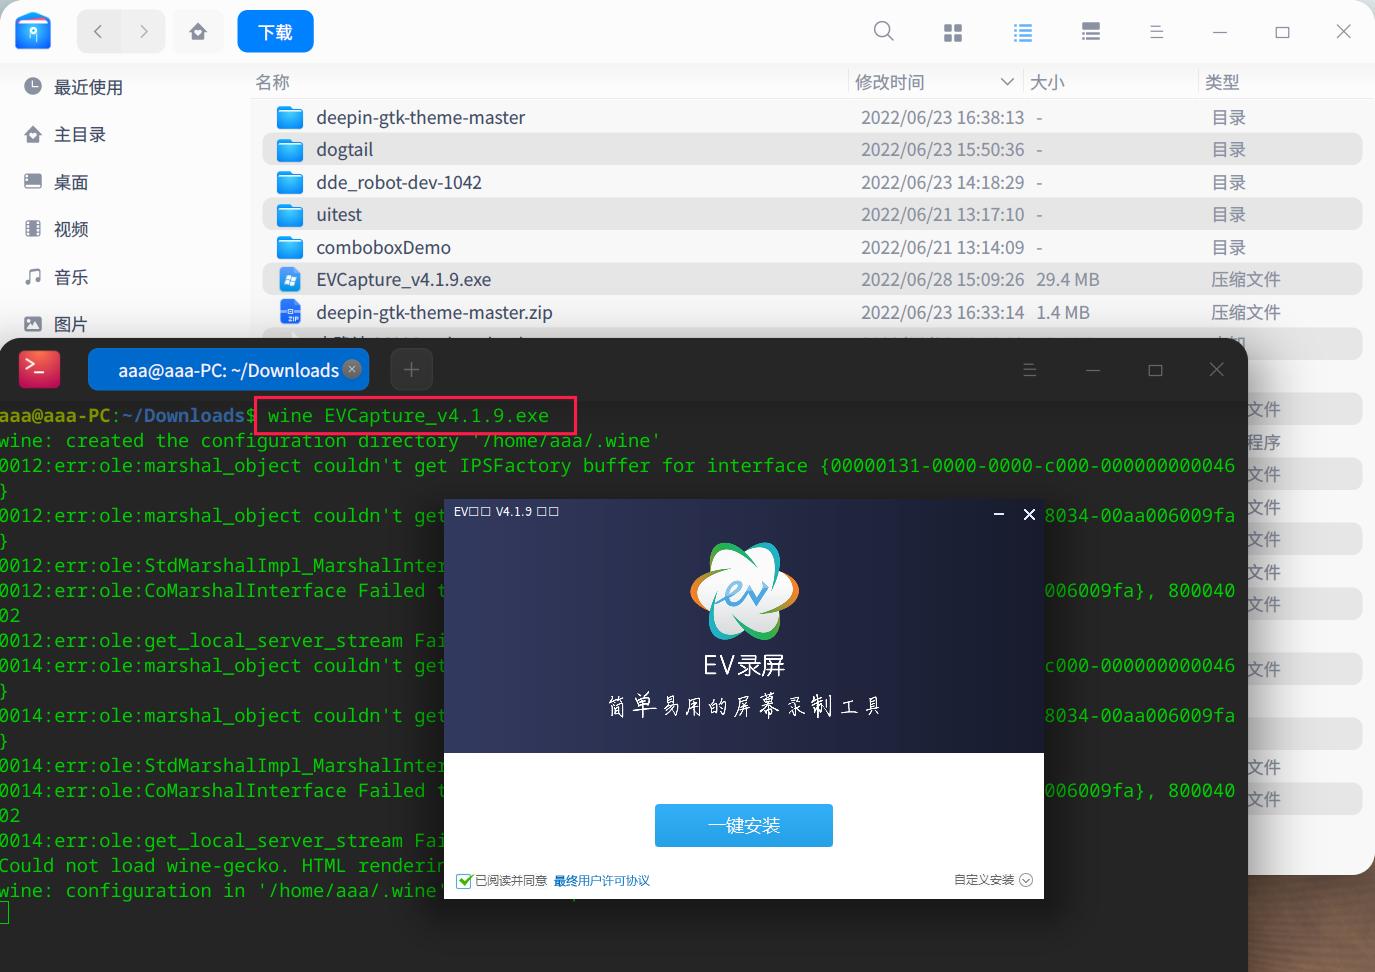 下载
最近使用
主目录
桌面
视频
音乐
图片
名称 修改时间 大小 类型
deepin-gtk-theme-master 2022/06/23 16:38:13 - 目录
dogtail 2022/06/23 15:50:36 - 目录
dde_robot-dev-1042 2022/06/23 14:18:29 - 目录
uitest 2022/06/21 13:17:10 - 目录
comboboxDemo 2022/06/21 13:14:09 - 目录
EVCapture_v4.1.9.exe 2022/06/28 15:09:26 29.4 MB 压缩文件
deepin-gtk-theme-master.zip 2022/06/23 16:33:14 1.4 MB 压缩文件
文件
程序
文件
文件
文件
文件
文件
文件
文件
文件
aaa@aaa-PC: ~/Downloads
aaa@aaa-PC:~/Downloads$ wine EVCapture_v4.1.9.exe
wine: created the configuration directory '/home/aaa/.wine'
0012:err:ole:marshal_object couldn't get IPSFactory buffer for interface {00000131-0000-0000-c000-000000000046
}
0012:err:ole:marshal_object couldn't get 8034-00aa006009fa
}
0012:err:ole:StdMarshalImpl_MarshalInter
0012:err:ole:CoMarshalInterface Failed t 006009fa}, 800040
02
0012:err:ole:get_local_server_stream Fai
0014:err:ole:marshal_object couldn't get c000-000000000046
}
0014:err:ole:marshal_object couldn't get 8034-00aa006009fa
}
0014:err:ole:StdMarshalImpl_MarshalInter
0014:err:ole:CoMarshalInterface Failed t 006009fa}, 800040
02
0014:err:ole:get_local_server_stream Fai
Could not load wine-gecko. HTML renderin
wine: configuration in '/home/aaa/.wine'
EV□□ V4.1.9 □□
ev
EV录屏
简单易用的屏幕录制工具
一键安装
已阅读并同意 最终用户许可协议
自定义安装